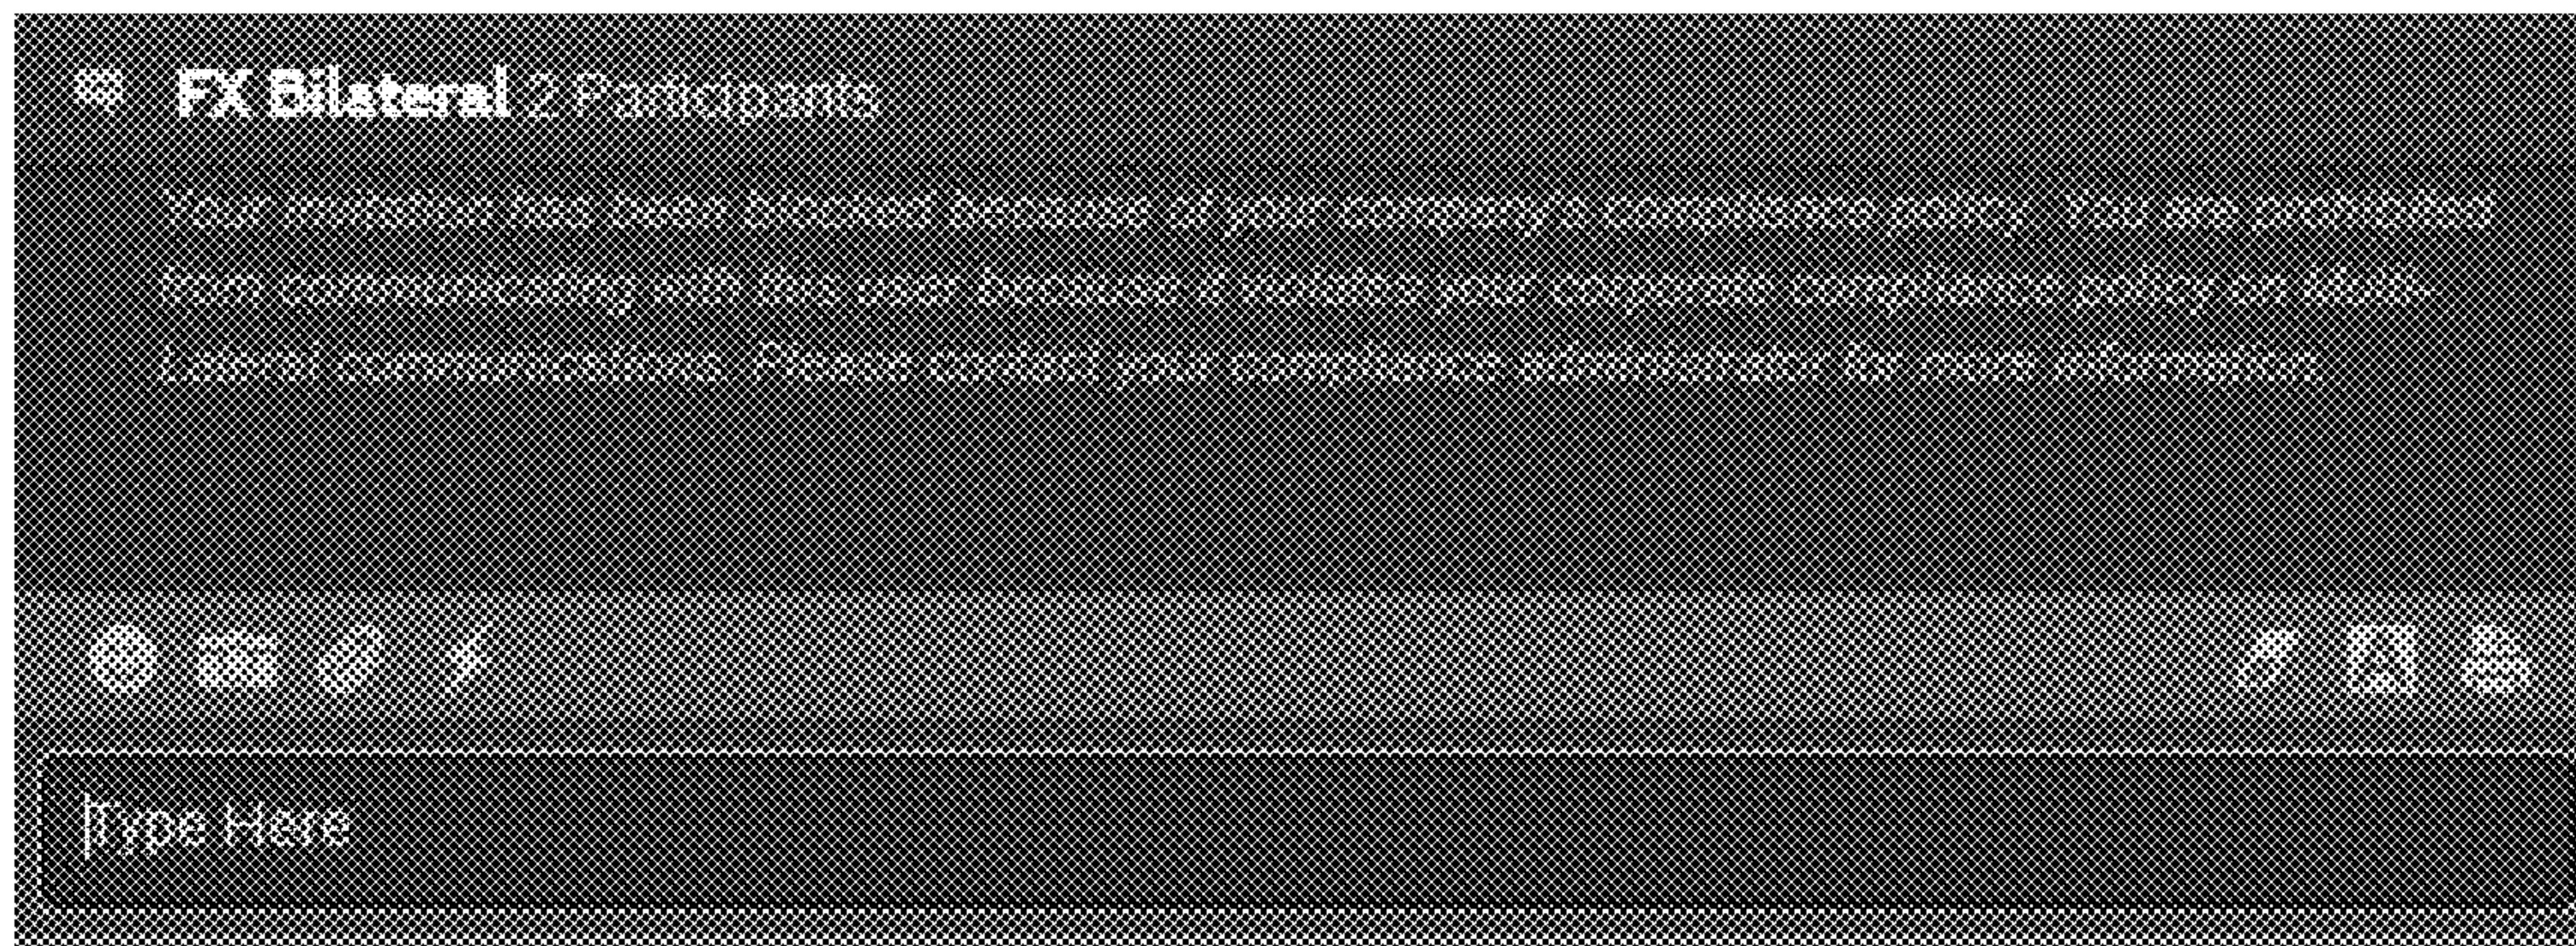 FX Bilateral 2 Participants
Your invitation has been blocked because of your company's compliance policy. You are prohibited
from communicating with this user because it violates your corporate compliance policy on
communications. Please contact your compliance administrator for more information.
Type Here